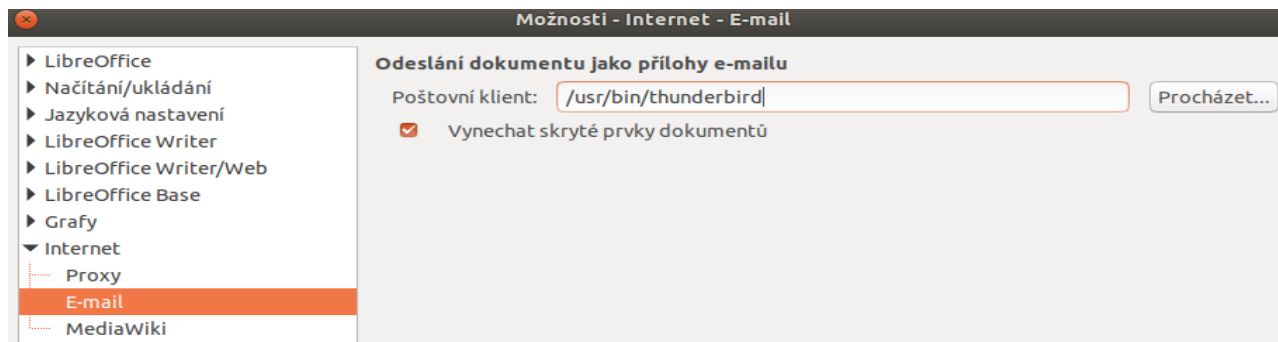 Možnosti - Internet - E-mail
LibreOffice
Načítání/ukládání
Jazyková nastavení
LibreOffice Writer
LibreOffice Writer/Web
LibreOffice Base
Grafy
Internet
Proxy
E-mail
MediaWiki
Odeslání dokumentu jako přílohy e-mailu
Poštovní klient: /usr/bin/thunderbird Procházet...
Vynechat skryté prvky dokumentů